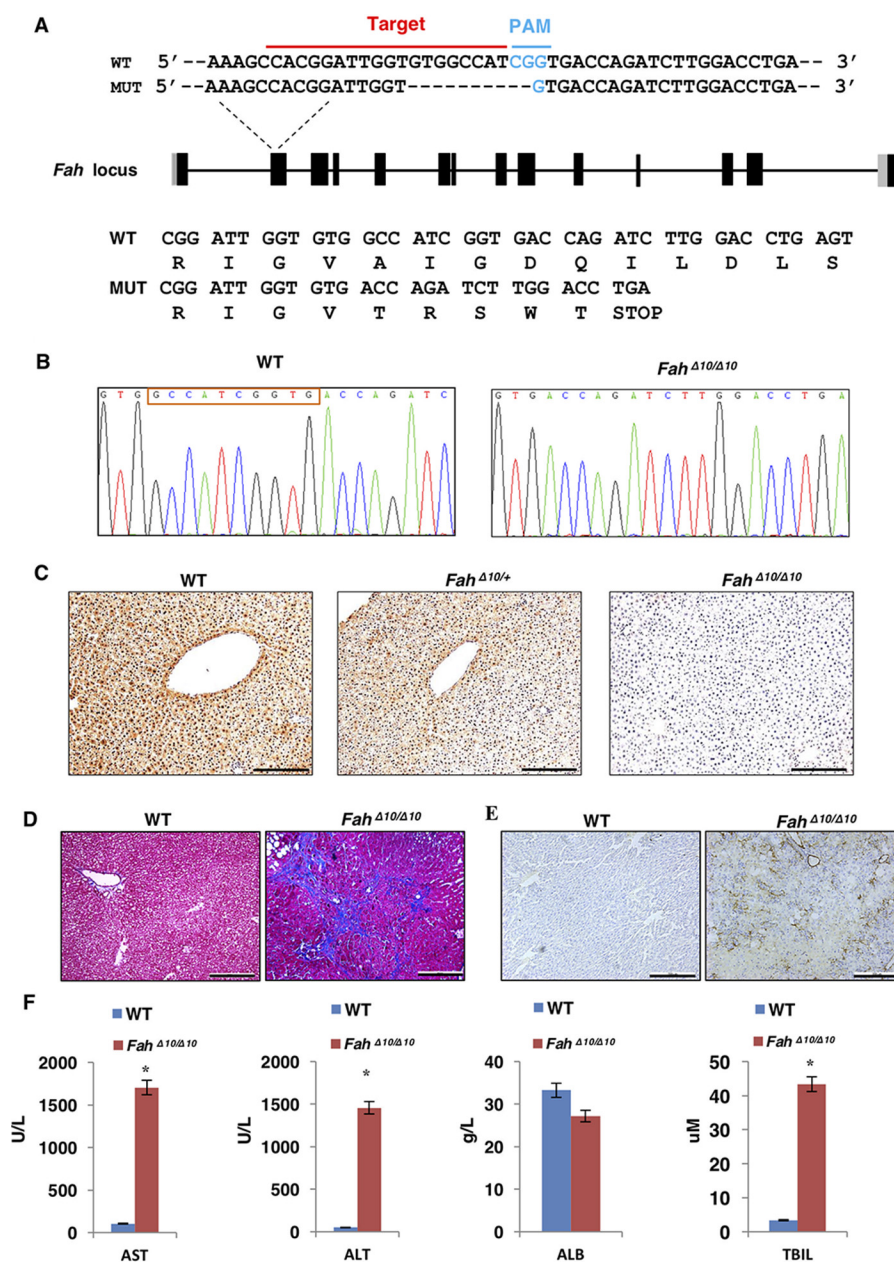 A
Target PAM
WT 5′ --AAAGCCACGGATTGGTGTGGCCATCGGTGACCAGATCTTGGACCTGA-- 3′
MUT 5′ --AAAGCCACGGATTGGT----------GTGACCAGATCTTGGACCTGA-- 3′
Fah locus
WT CGG ATT GGT GTG GCC ATC GGT GAC CAG ATC TTG GAC CTG AGT
R I G V A I G D Q I L D L S
MUT CGG ATT GGT GTG ACC AGA TCT TGG ACC TGA
R I G V T R S W T STOP
B
WT
Fah Δ10/Δ10
G T G G C C A T C G G T G A C C A G A T C
G T G A C C A G A T C T T G G A C C T G A
C
WT
Fah Δ10/+
Fah Δ10/Δ10
D
WT
Fah Δ10/Δ10
E
WT
Fah Δ10/Δ10
F
WT
Fah Δ10/Δ10
2000
1500
1000
500
0
U/L
*
AST
WT
Fah Δ10/Δ10
2000
1500
1000
500
0
U/L
*
ALT
WT
Fah Δ10/Δ10
40
30
20
10
0
g/L
ALB
WT
Fah Δ10/Δ10
50
40
30
20
10
0
uM
*
TBIL